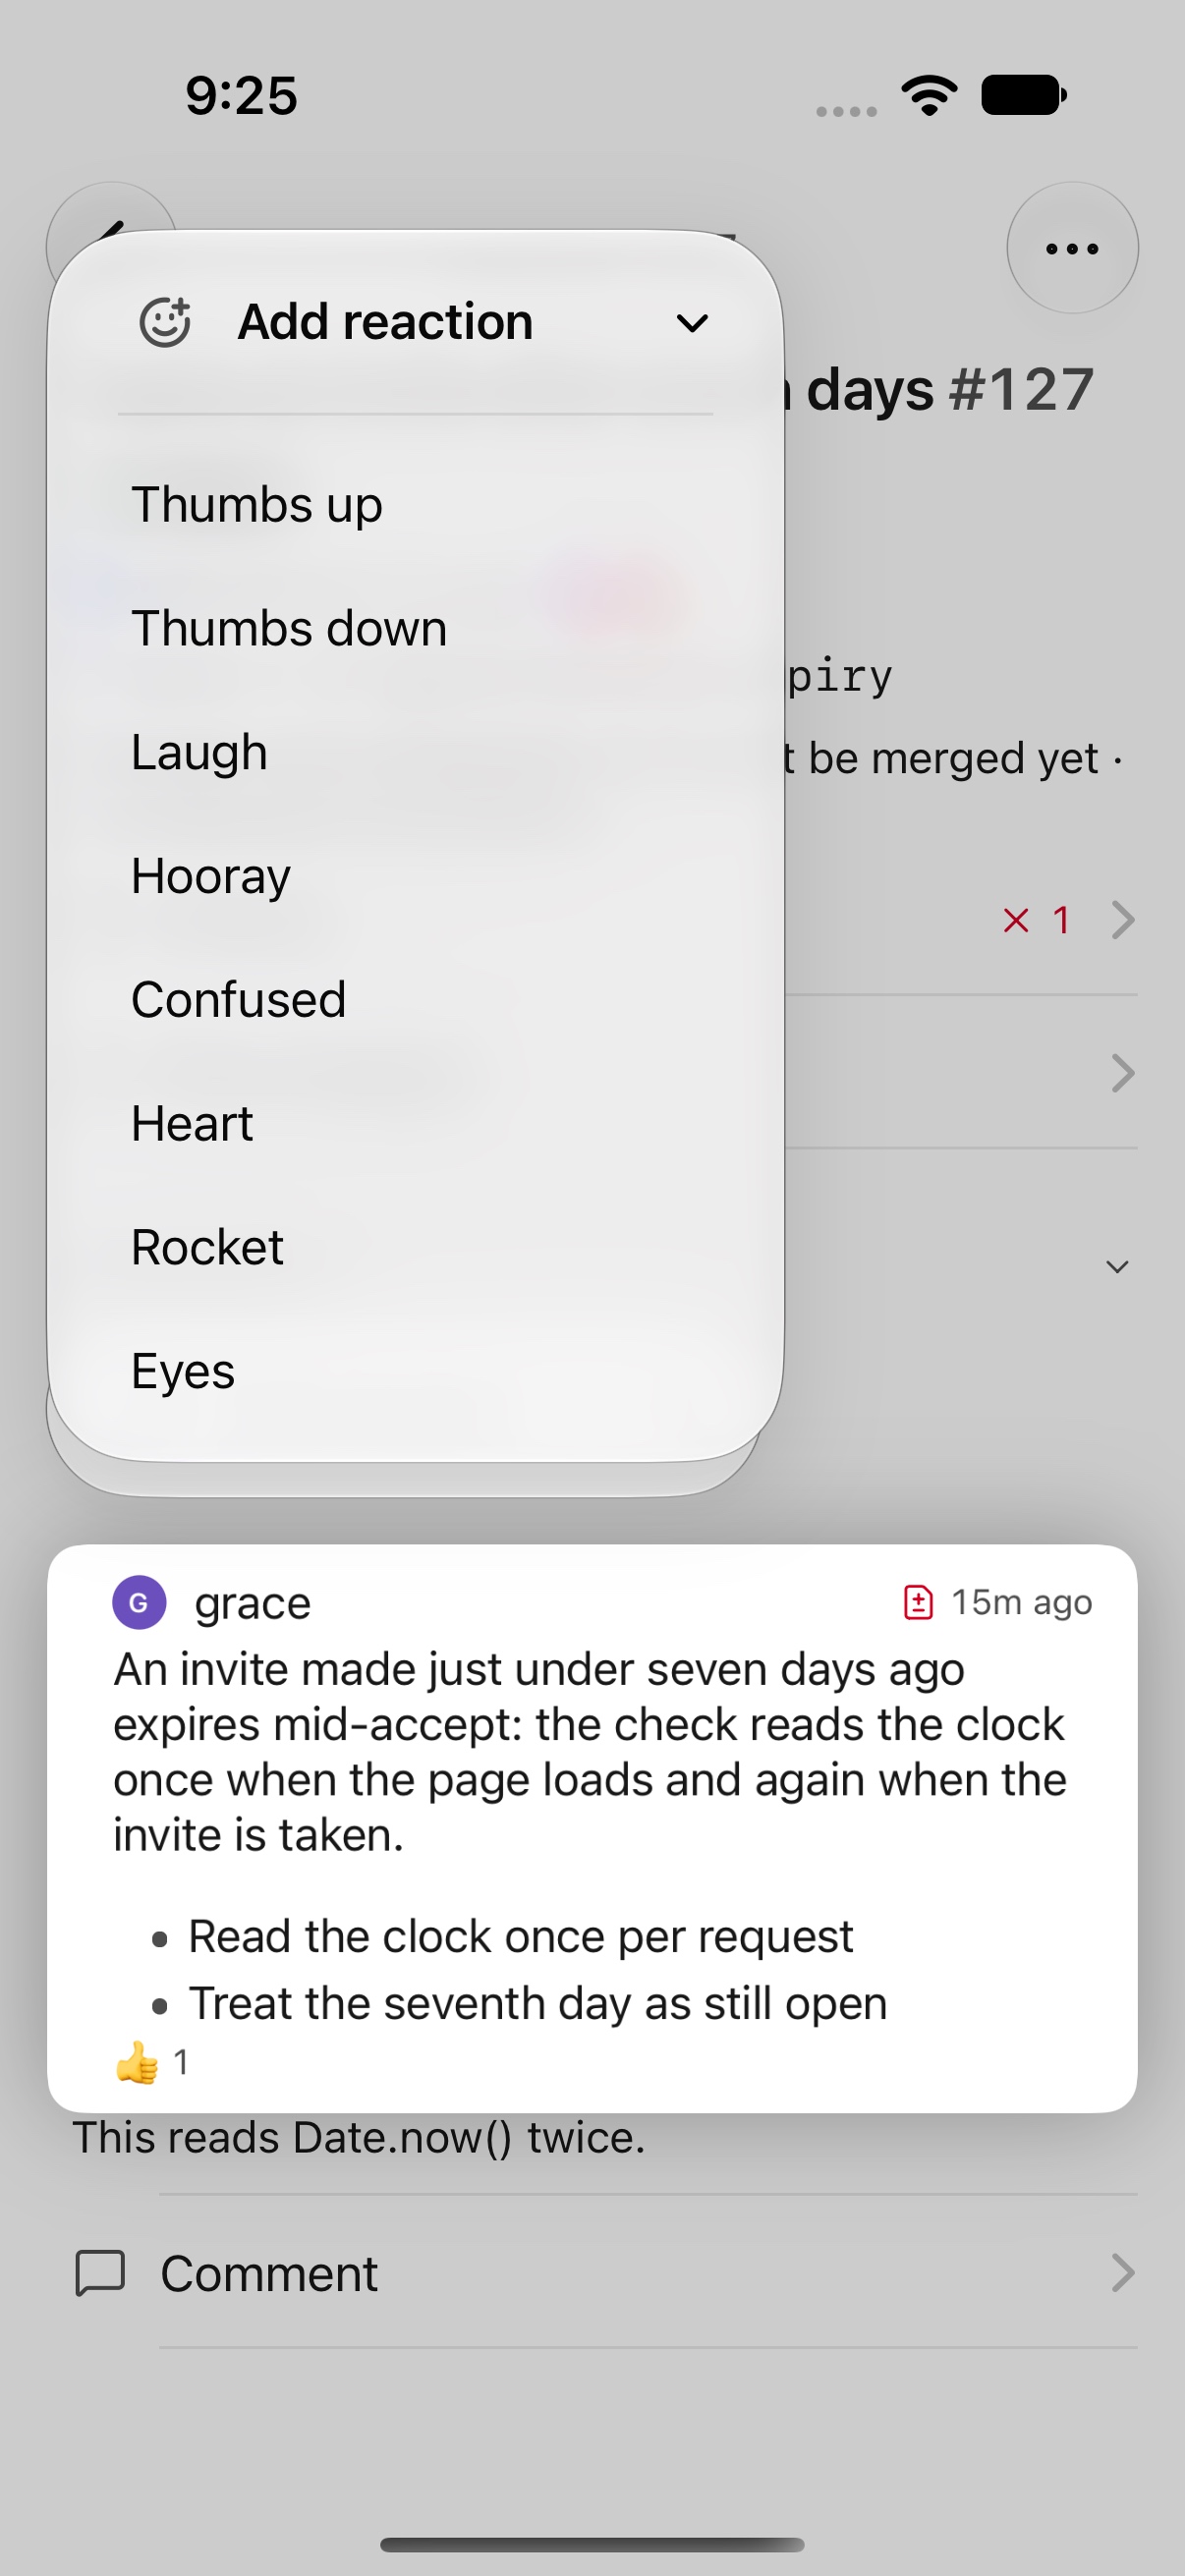 9:25
Add reaction
days #127
Thumbs up
Thumbs down
piry
Laugh
t be merged yet ·
Hooray
1
Confused
Heart
Rocket
Eyes
G grace 15m ago
An invite made just under seven days ago
expires mid-accept: the check reads the clock
once when the page loads and again when the
invite is taken.
• Read the clock once per request
• Treat the seventh day as still open
👍 1
This reads Date.now() twice.
Comment